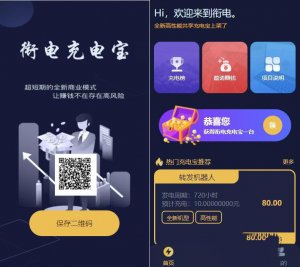 衔电充电宝
超短期的全新商业模式
让赚钱不在存在高风险
保存二维码
Hi, 欢迎来到衔电。
全新高性能共享充电宝上架了
充电榜
邀请赚钱
项目说明
恭喜您
获得衔电充电宝一台
热门充电宝推荐
更多
转发机器人
发电周期: 720小时
预计充电: 10.00000000元
80.00
全新机型
高性能
80.00
首页